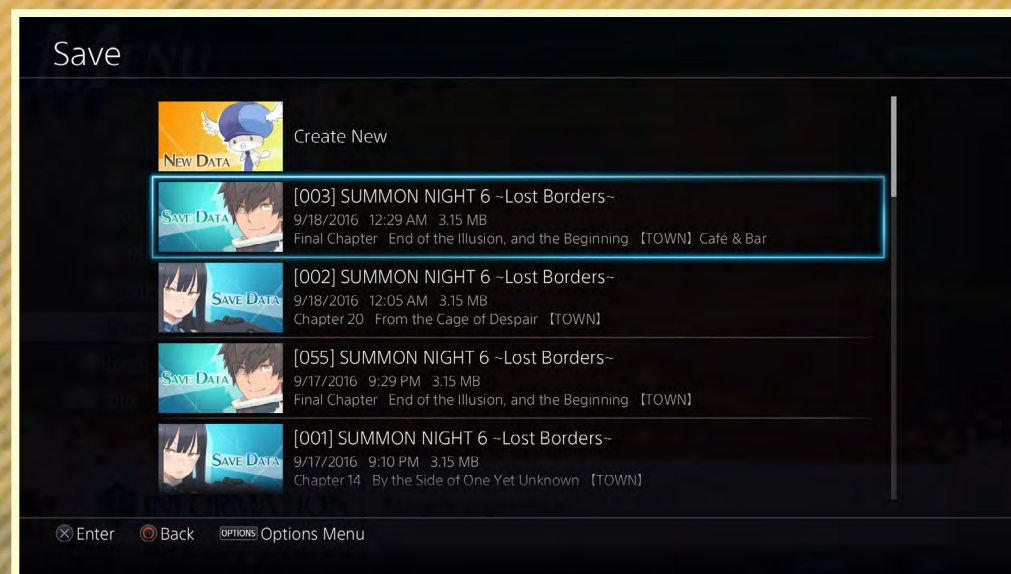 Save
MENU
NEW DATA
Create New
SAVE DATA
[003] SUMMON NIGHT 6 ~Lost Borders~
9/18/2016 12:29 AM 3.15 MB
Final Chapter End of the Illusion, and the Beginning 【TOWN】 Café & Bar
SAVE DATA
[002] SUMMON NIGHT 6 ~Lost Borders~
9/18/2016 12:05 AM 3.15 MB
Chapter 20 From the Cage of Despair 【TOWN】
SAVE DATA
[055] SUMMON NIGHT 6 ~Lost Borders~
9/17/2016 9:29 PM 3.15 MB
Final Chapter End of the Illusion, and the Beginning 【TOWN】
SAVE DATA
[001] SUMMON NIGHT 6 ~Lost Borders~
9/17/2016 9:10 PM 3.15 MB
Chapter 14 By the Side of One Yet Unknown 【TOWN】
INFORMATION
Enter Back OPTIONS Options Menu